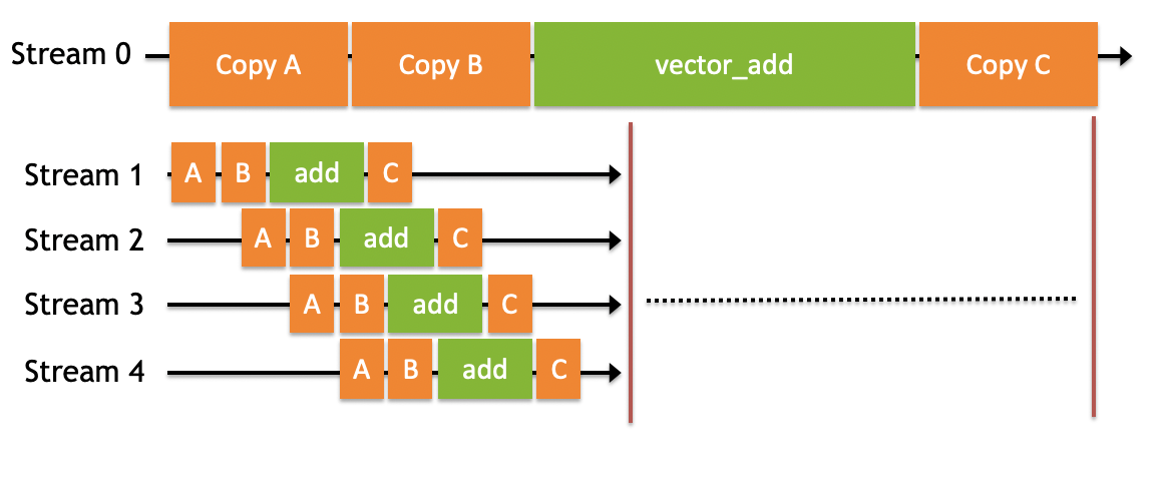 Stream 0 Copy A Copy B vector_add Copy C
Stream 1 A B add C
Stream 2 A B add C
Stream 3 A B add C
Stream 4 A B add C